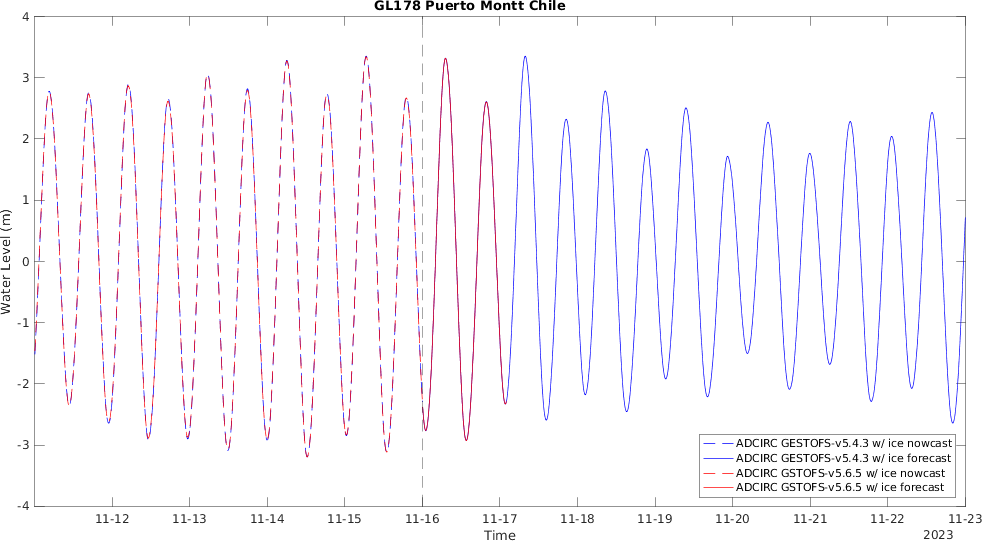 GL178 Puerto Montt Chile
4
3
2
1
0
-1
-2
-3
-4
Water Level (m)
ADCIRC GESTOFS-v5.4.3 w/ ice nowcast
ADCIRC GESTOFS-v5.4.3 w/ ice forecast
ADCIRC GSTOFS-v5.6.5 w/ ice nowcast
ADCIRC GSTOFS-v5.6.5 w/ ice forecast
11-12 11-13 11-14 11-15 11-16 11-17 11-18 11-19 11-20 11-21 11-22 11-23
Time
2023